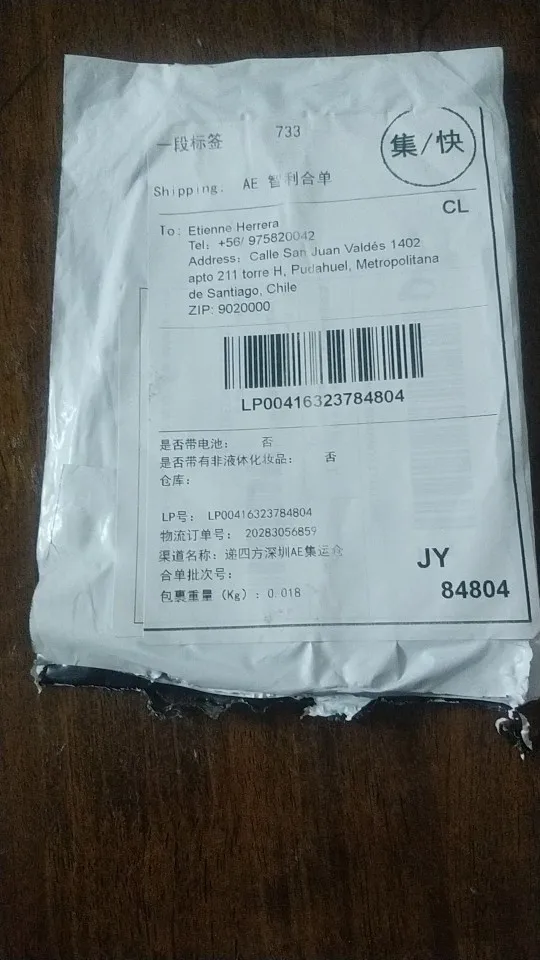 一段标签
733
集/快
Shipping. AE 智利合单
CL
To: Etienne Herrera
Tel: +56/ 975820042
Address: Calle San Juan Valdés 1402
apto 211 torre H, Pudahuel, Metropolitana
de Santiago, Chile
ZIP: 9020000
LP00416323784804
是否带电池： 否
是否带有非液体化妆品： 否
仓库：
LP号： LP00416323784804
物流订单号： 20283056859
渠道名称：递四方深圳AE集运仓
合单批次号：
包裹重量（Kg）：0.018
JY
84804